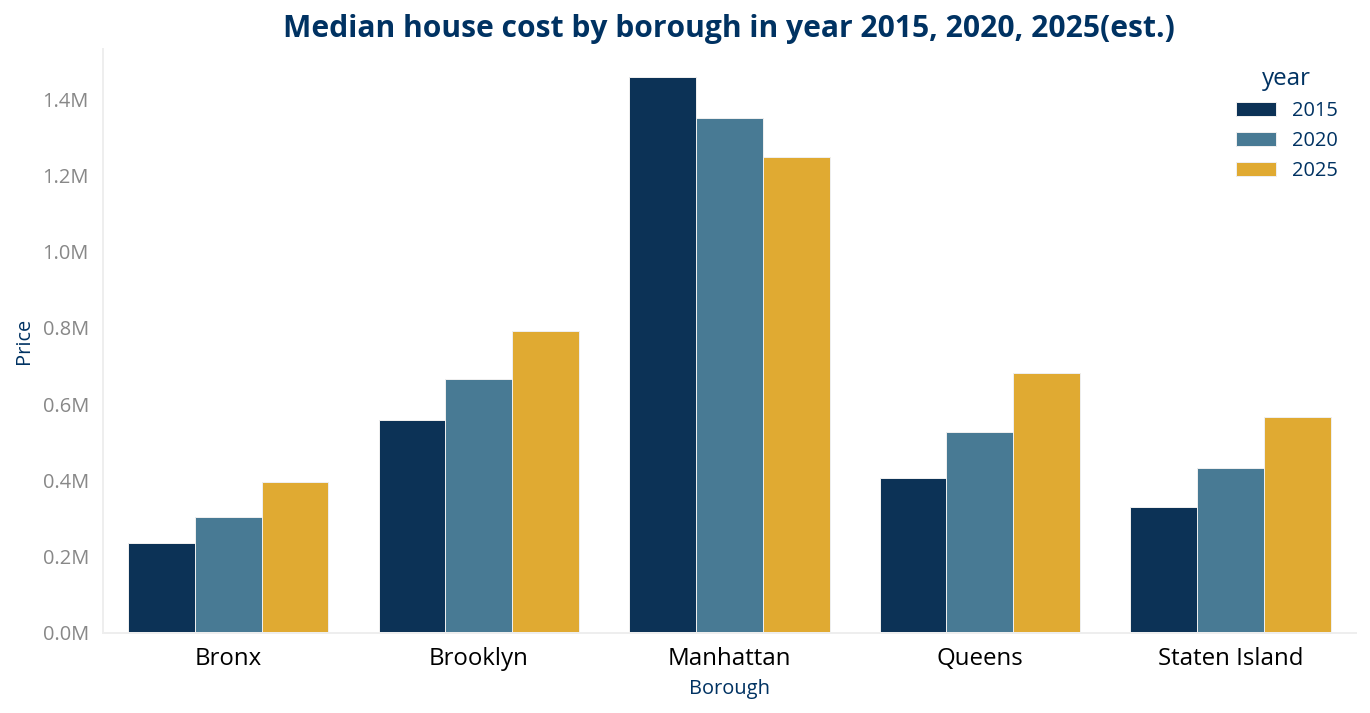 Median house cost by borough in year 2015, 2020, 2025(est.)
year
2015
2020
2025
1.4M
1.2M
1.0M
0.8M
0.6M
0.4M
0.2M
0.0M
Price
Bronx Brooklyn Manhattan Queens Staten Island
Borough